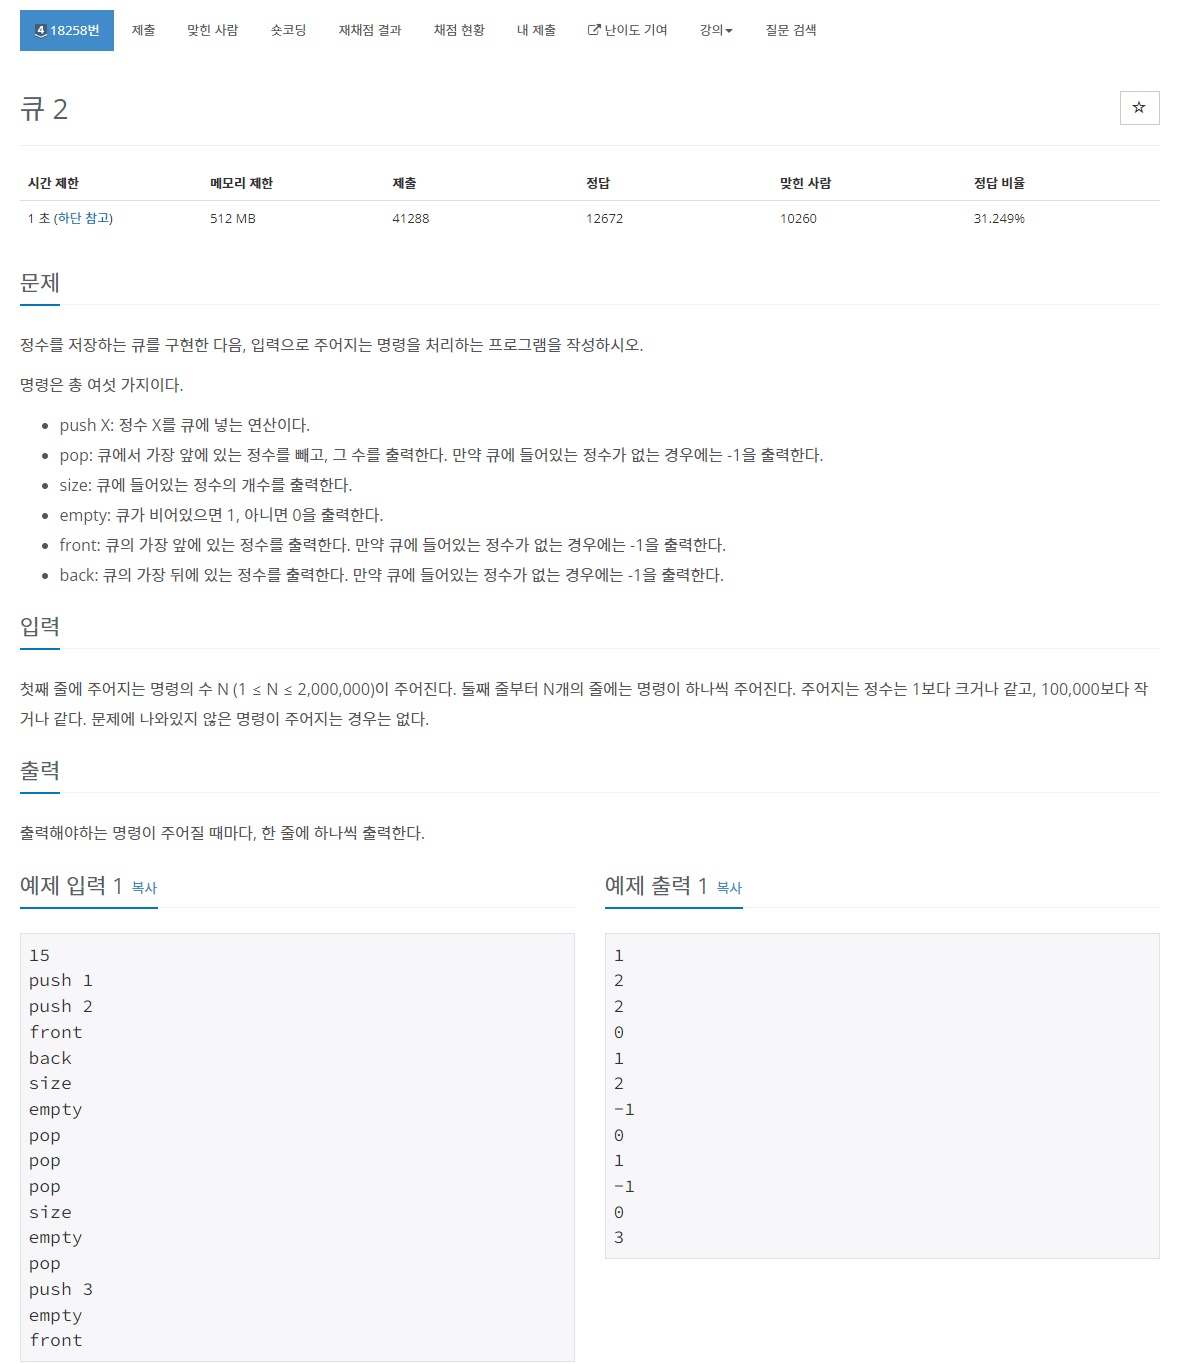 4 18258번 제출 맞힌 사람 숏코딩 재채점 결과 채점 현황 내 제출 난이도 기여 강의 질문 검색
큐 2
시간 제한 메모리 제한 제출 정답 맞힌 사람 정답 비율
1 초 (하단 참고) 512 MB 41288 12672 10260 31.249%
문제
정수를 저장하는 큐를 구현한 다음, 입력으로 주어지는 명령을 처리하는 프로그램을 작성하시오.
명령은 총 여섯 가지이다.
push X: 정수 X를 큐에 넣는 연산이다.
pop: 큐에서 가장 앞에 있는 정수를 빼고, 그 수를 출력한다. 만약 큐에 들어있는 정수가 없는 경우에는 -1을 출력한다.
size: 큐에 들어있는 정수의 개수를 출력한다.
empty: 큐가 비어있으면 1, 아니면 0을 출력한다.
front: 큐의 가장 앞에 있는 정수를 출력한다. 만약 큐에 들어있는 정수가 없는 경우에는 -1을 출력한다.
back: 큐의 가장 뒤에 있는 정수를 출력한다. 만약 큐에 들어있는 정수가 없는 경우에는 -1을 출력한다.
입력
첫째 줄에 주어지는 명령의 수 N (1 ≤ N ≤ 2,000,000)이 주어진다. 둘째 줄부터 N개의 줄에는 명령이 하나씩 주어진다. 주어지는 정수는 1보다 크거나 같고, 100,000보다 작
거나 같다. 문제에 나와있지 않은 명령이 주어지는 경우는 없다.
출력
출력해야하는 명령이 주어질 때마다, 한 줄에 하나씩 출력한다.
예제 입력 1 복사
15
push 1
push 2
front
back
size
empty
pop
pop
pop
size
empty
pop
push 3
empty
front
예제 출력 1 복사
1
2
2
0
1
2
-1
0
1
-1
0
3